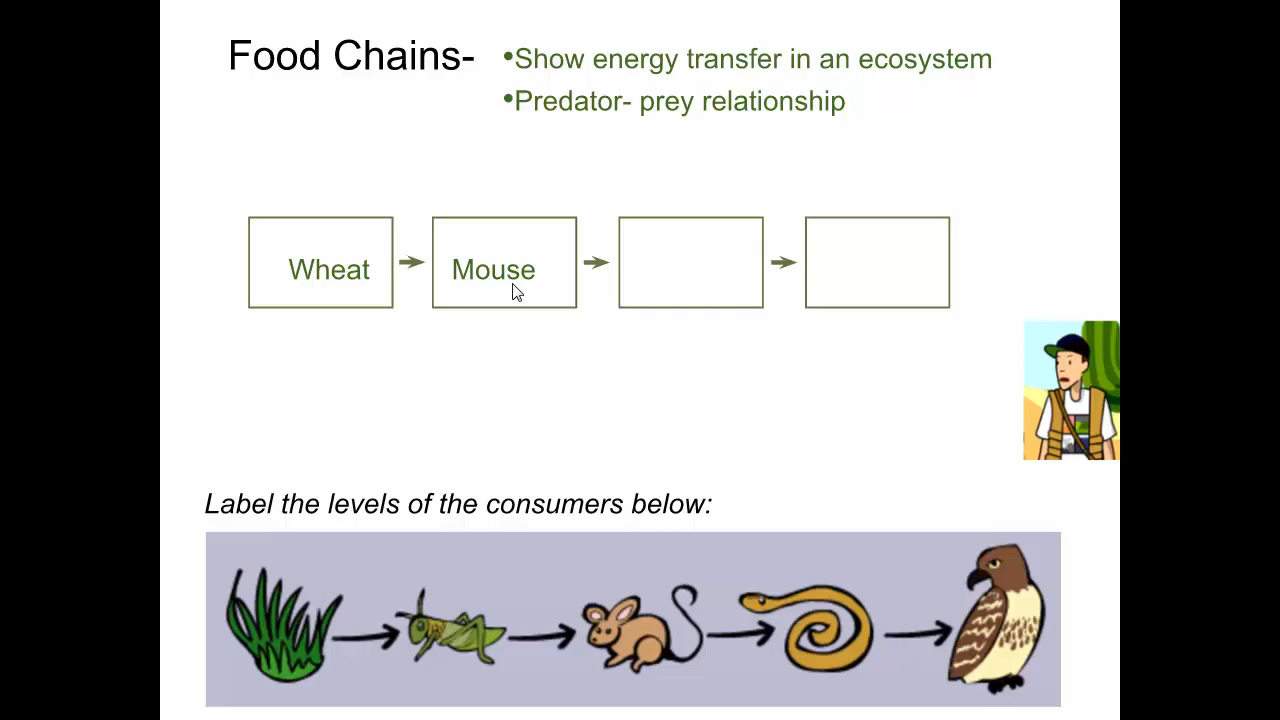 Food Chains-
•Show energy transfer in an ecosystem
•Predator- prey relationship
Wheat
Mouse
Label the levels of the consumers below: